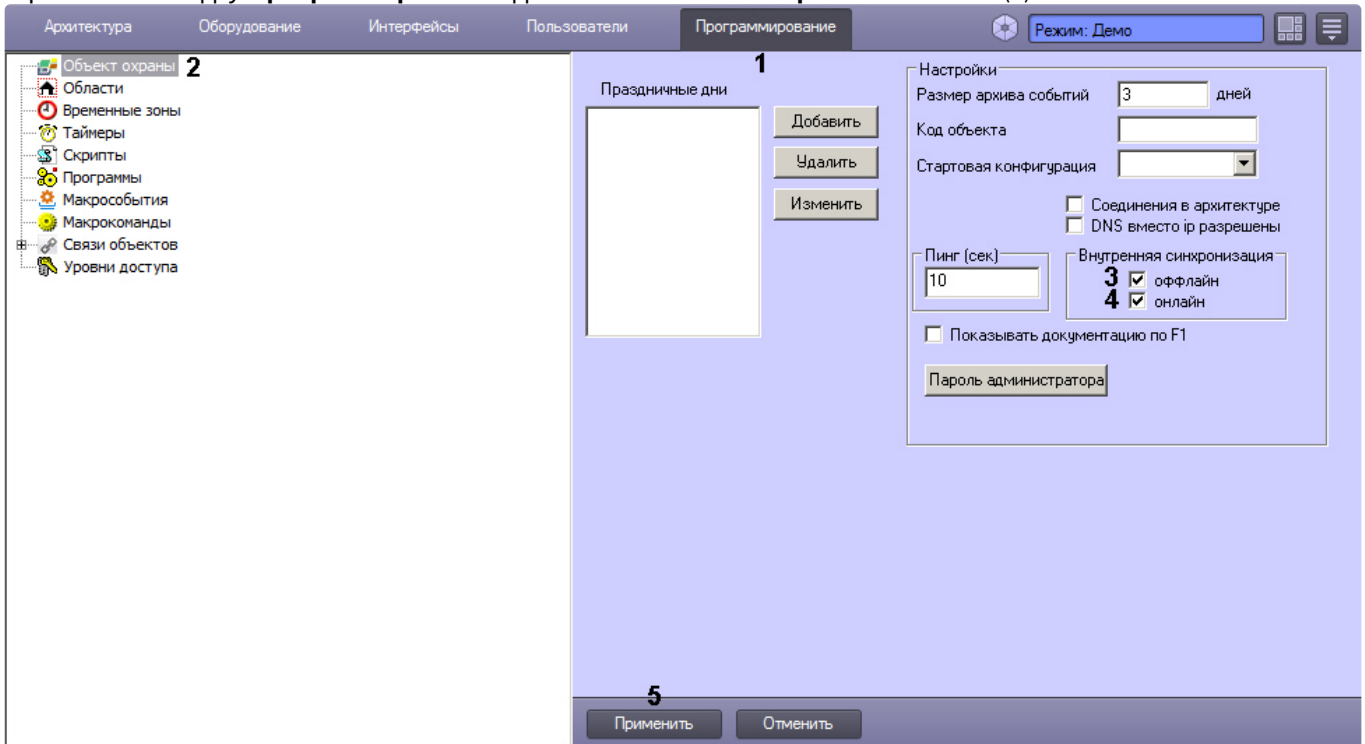 Архитектура Оборудование Интерфейсы Пользователи Программирование Режим: Демо
1
Объект охраны 2
Области
Временные зоны
Таймеры
Скрипты
Программы
Макрособытия
Макрокоманды
Связи объектов
Уровни доступа
Праздничные дни
Добавить
Удалить
Изменить
Настройки
Размер архива событий 3 дней
Код объекта
Стартовая конфигурация
Соединения в архитектуре
DNS вместо ip разрешены
Пинг (сек)
10
Внутренняя синхронизация
3 оффлайн
4 онлайн
Показывать документацию по F1
Пароль администратора
5
Применить Отменить